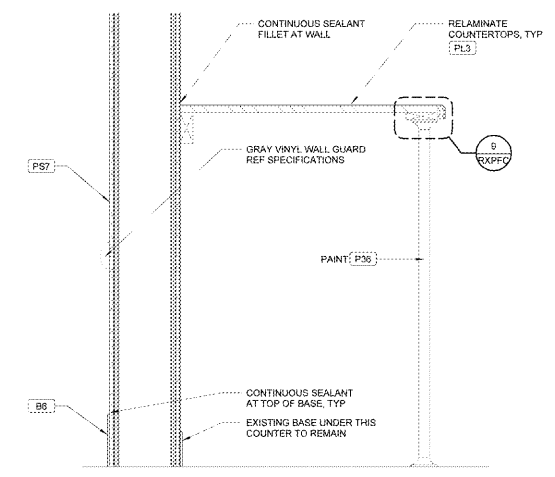 CONTINUOUS SEALANT
FILLET AT WALL
RELAMINATE
COUNTERTOPS, TYP
PL3
GRAY VINYL WALL GUARD
REF SPECIFICATIONS
9
RXPFC
PS7
PAINT P36
B6
CONTINUOUS SEALANT
AT TOP OF BASE, TYP
EXISTING BASE UNDER THIS
COUNTER TO REMAIN